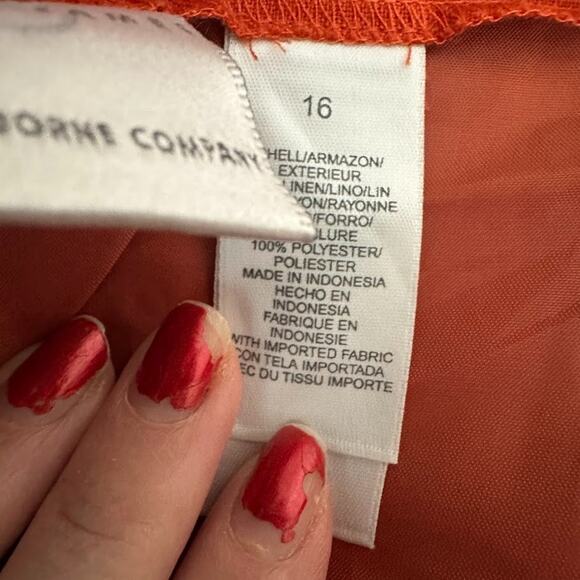 BORNE COMPANY
16
HELL/ARMAZON/
EXTERIEUR
LINEN/LINO/LIN
YON/RAYONNE
/FORRO/
LURE
100% POLYESTER/
POLIESTER
MADE IN INDONESIA
HECHO EN
INDONESIA
FABRIQUE EN
INDONESIE
WITH IMPORTED FABRIC
CON TELA IMPORTADA
EC DU TISSU IMPORTE